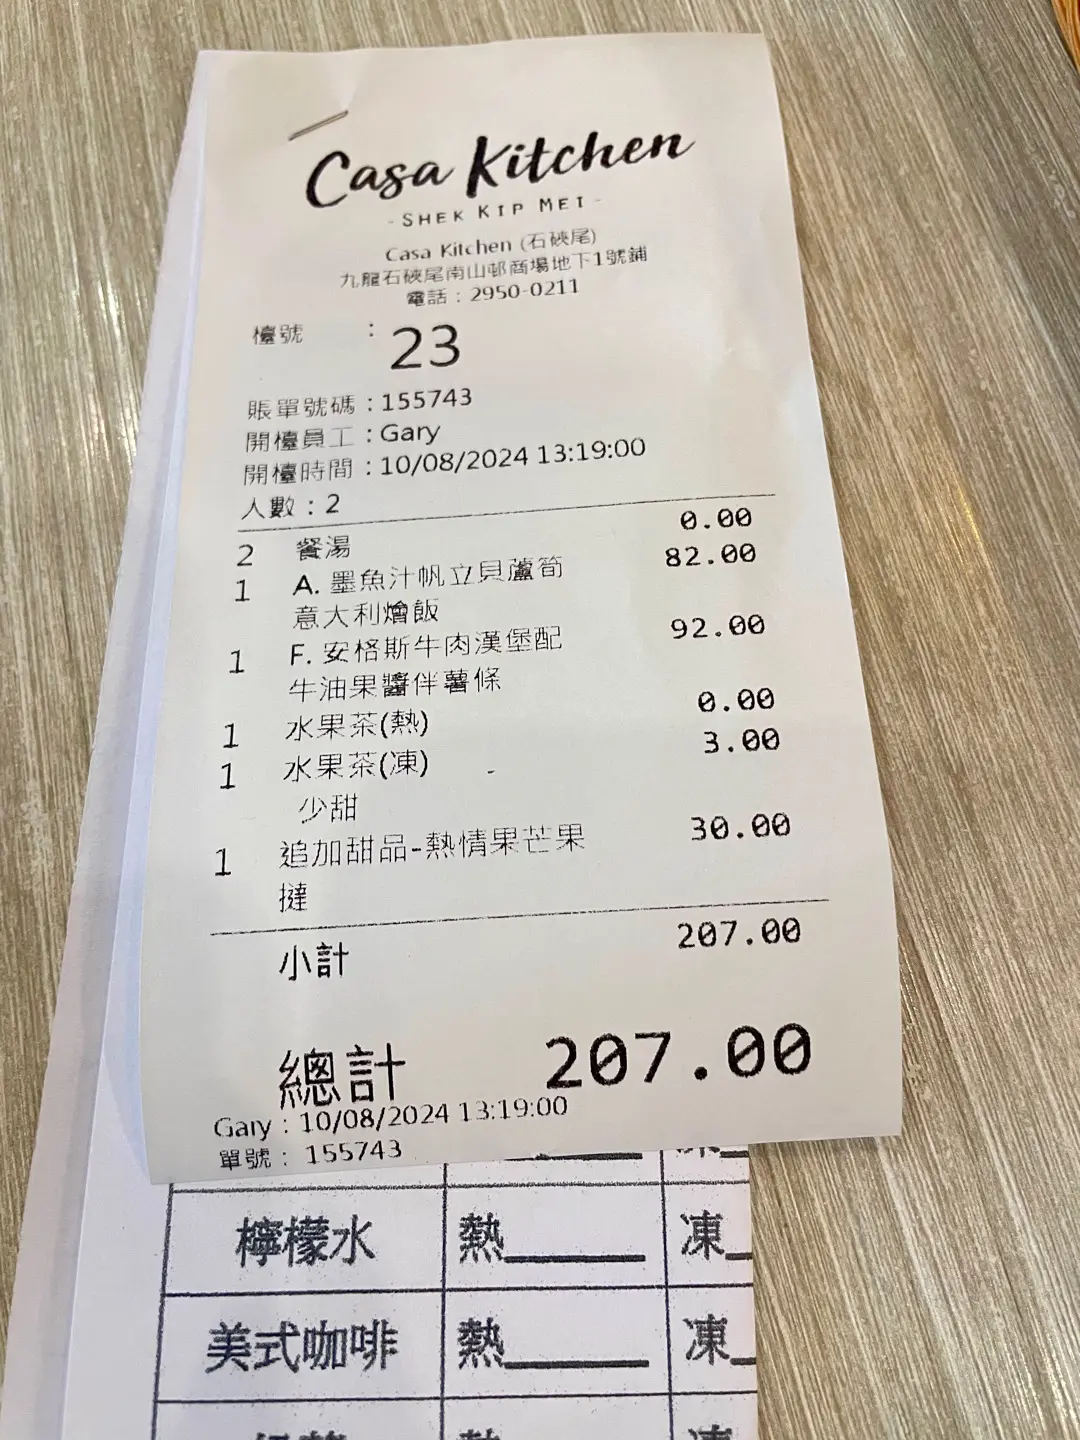 Casa Kitchen
- SHEK KIP MEI -
Casa Kitchen (石硤尾)
九龍石硤尾南山邨商場地下1號鋪
電話：2950-0211
檯號 : 23
賬單號碼 : 155743
開檯員工 : Gary
開檯時間 : 10/08/2024 13:19:00
人數 : 2
2 餐湯 0.00
1 A. 墨魚汁帆立貝蘆筍 82.00
意大利燴飯
1 F. 安格斯牛肉漢堡配 92.00
牛油果醬伴薯條
1 水果茶(熱) 0.00
1 水果茶(凍) 3.00
少甜
1 追加甜品-熱情果芒果 30.00
撻
小計 207.00
總計 207.00
Gary : 10/08/2024 13:19:00
單號 : 155743
檸檬水 熱 凍
美式咖啡 熱 凍